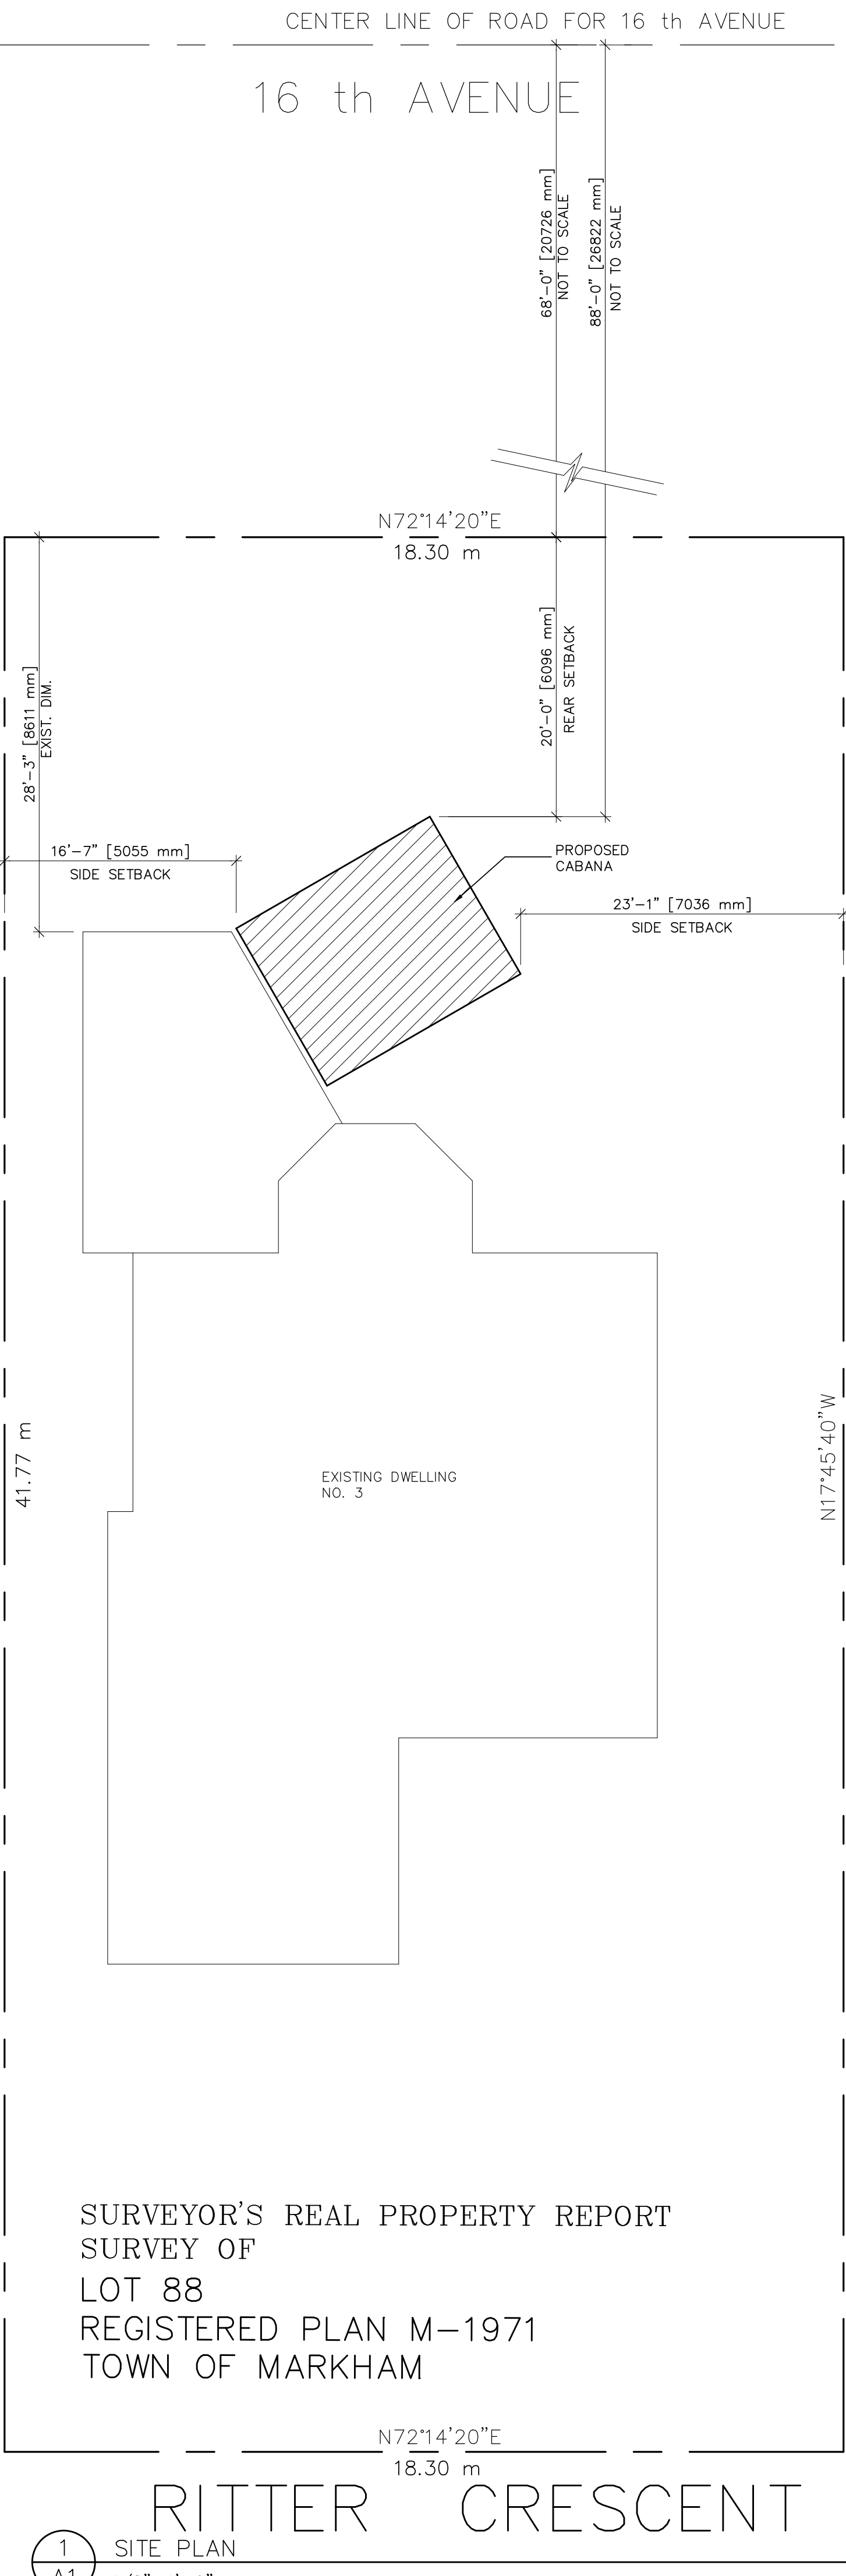 CENTER LINE OF ROAD FOR 16 th AVENUE
16 th AVENUE
68'-0" [20726 mm]
NOT TO SCALE
88'-0" [26822 mm]
NOT TO SCALE
N72°14'20"E
18.30 m
28'-3" [8611 mm]
EXIST. DIM.
20'-0" [6096 mm]
REAR SETBACK
16'-7" [5055 mm]
SIDE SETBACK
PROPOSED
CABANA
23'-1" [7036 mm]
SIDE SETBACK
41.77 m
N17°45'40"W
EXISTING DWELLING
NO. 3
SURVEYOR'S REAL PROPERTY REPORT
SURVEY OF
LOT 88
REGISTERED PLAN M-1971
TOWN OF MARKHAM
N72°14'20"E
18.30 m
RITTER CRESCENT
1
SITE PLAN